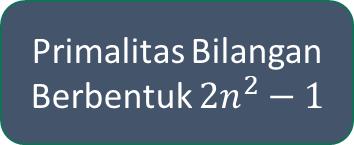 Primalitas Bilangan
Berbentuk 2n² − 1